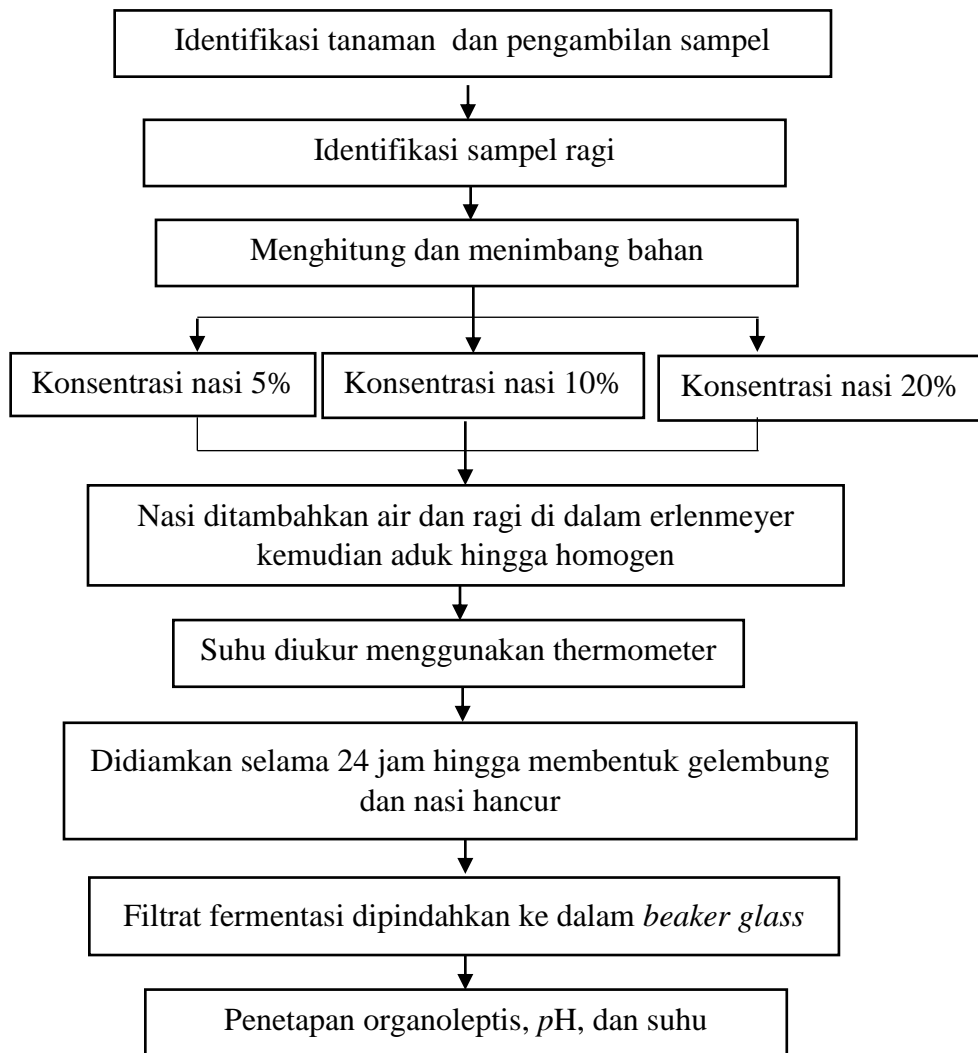 Identifikasi tanaman dan pengambilan sampel
Identifikasi sampel ragi
Menghitung dan menimbang bahan
Konsentrasi nasi 5%
Konsentrasi nasi 10%
Konsentrasi nasi 20%
Nasi ditambahkan air dan ragi di dalam erlenmeyer
kemudian aduk hingga homogen
Suhu diukur menggunakan thermometer
Didiamkan selama 24 jam hingga membentuk gelembung
dan nasi hancur
Filtrat fermentasi dipindahkan ke dalam beaker glass
Penetapan organoleptis, pH, dan suhu